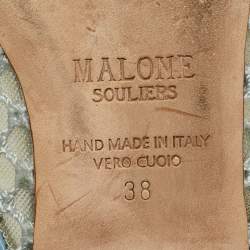 MALONE
SOULIERS
HAND MADE IN ITALY
VERO CUOIO
38